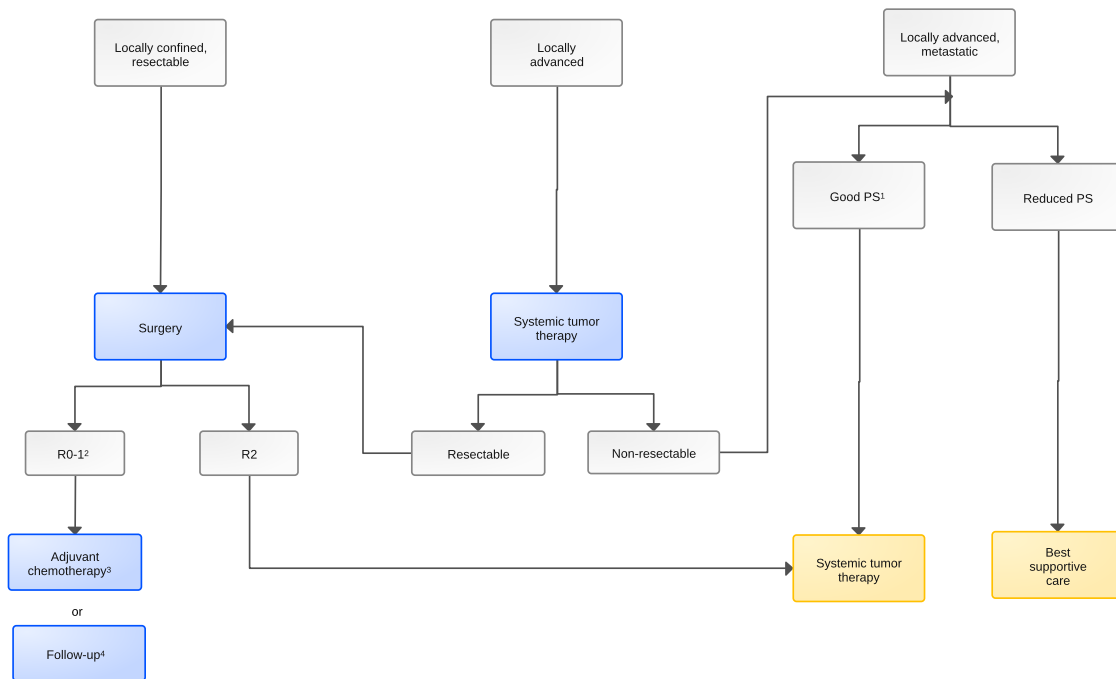 Locally confined,
resectable
Locally
advanced
Locally advanced,
metastatic
Good PS¹
Reduced PS
Surgery
Systemic tumor
therapy
R0-1²
R2
Resectable
Non-resectable
Adjuvant
chemotherapy³
or
Follow-up⁴
Systemic tumor
therapy
Best
supportive
care